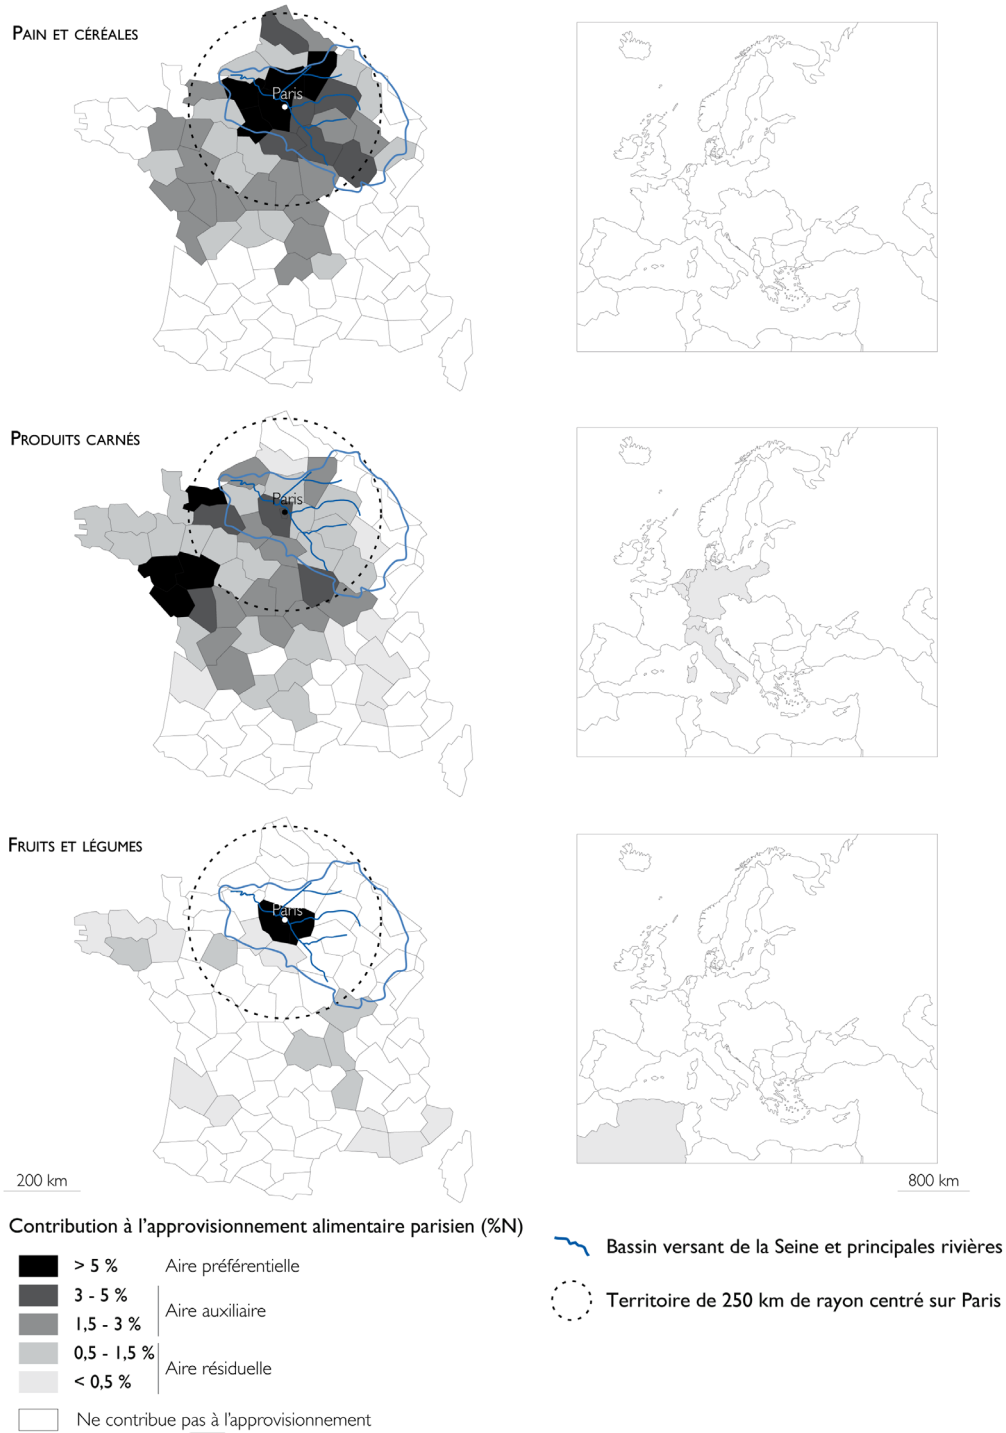 PAIN ET CÉRÉALES
Paris
PRODUITS CARNÉS
Paris
FRUITS ET LÉGUMES
Paris
200 km
800 km
Contribution à l'approvisionnement alimentaire parisien (%N)
> 5 % Aire préférentielle
3 - 5 %
Aire auxiliaire
1,5 - 3 %
0,5 - 1,5 %
Aire résiduelle
< 0,5 %
Ne contribue pas à l'approvisionnement
Bassin versant de la Seine et principales rivières
Territoire de 250 km de rayon centré sur Paris